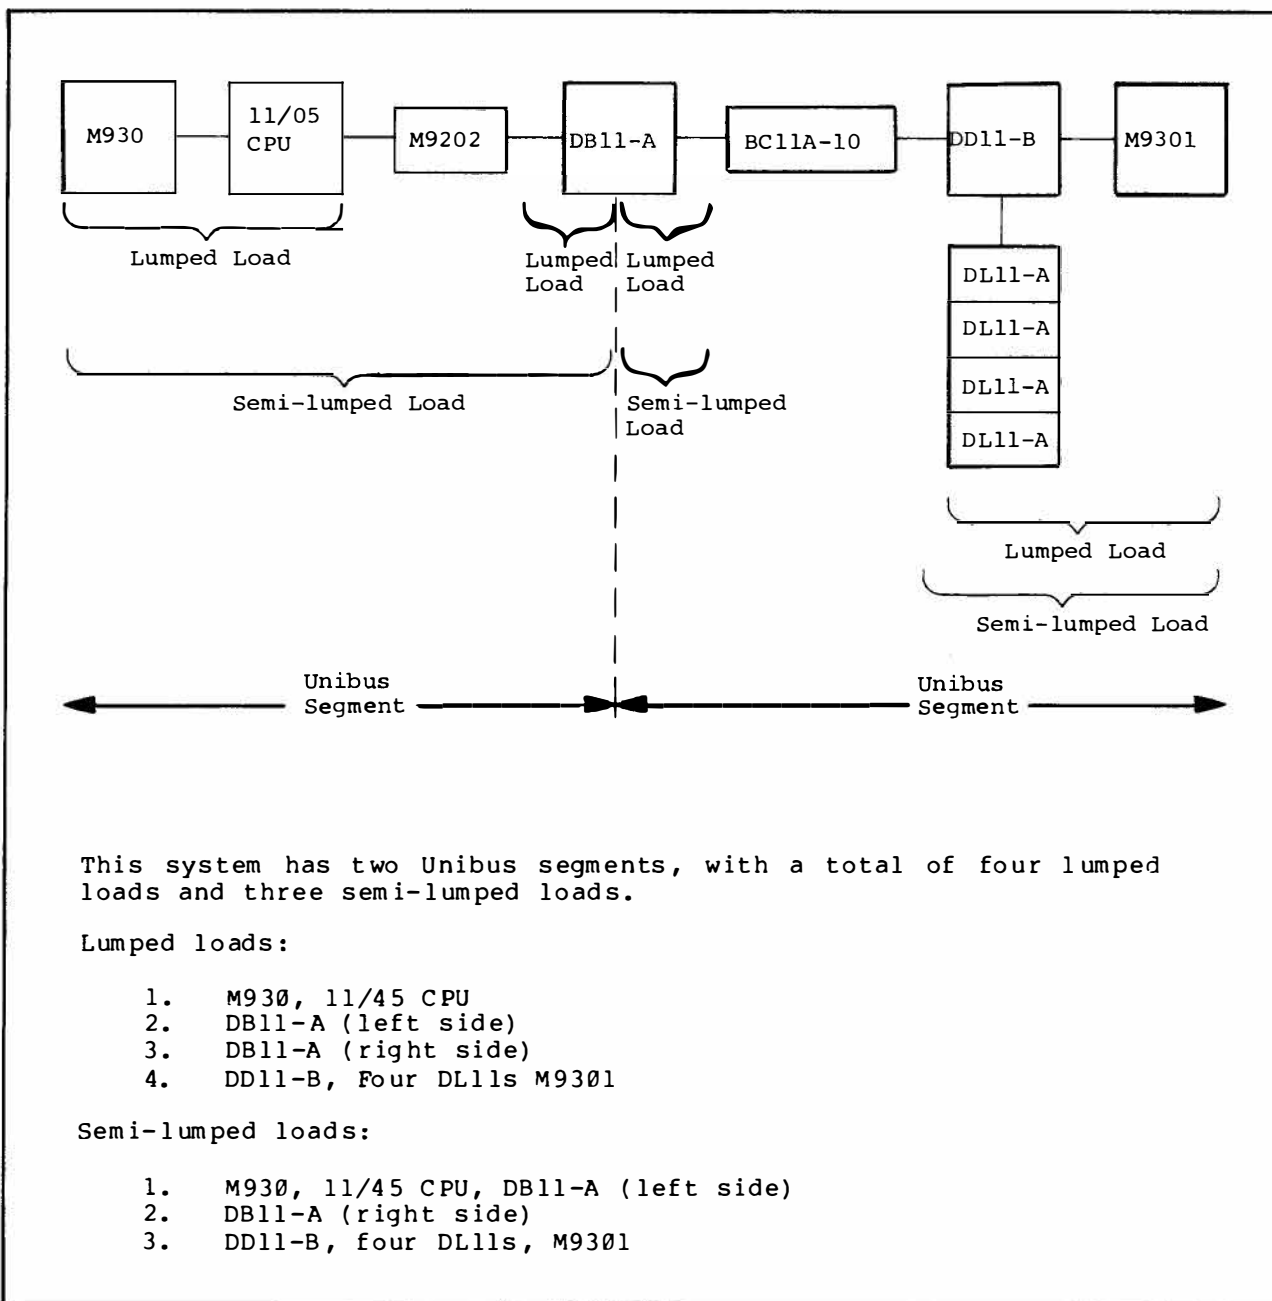 M930
11/05
CPU
M9202
DB11-A
BC11A-10
DD11-B
M9301
Lumped Load
Lumped
Load
Lumped
Load
DL11-A
DL11-A
DL11-A
DL11-A
Semi-lumped Load
Semi-lumped
Load
Lumped Load
Semi-lumped Load
Unibus
Segment
Unibus
Segment
This system has two Unibus segments, with a total of four lumped
loads and three semi-lumped loads.
Lumped loads:
1. M930, 11/45 CPU
2. DB11-A (left side)
3. DB11-A (right side)
4. DD11-B, Four DL11s M9301
Semi-lumped loads:
1. M930, 11/45 CPU, DB11-A (left side)
2. DB11-A (right side)
3. DD11-B, four DL11s, M9301